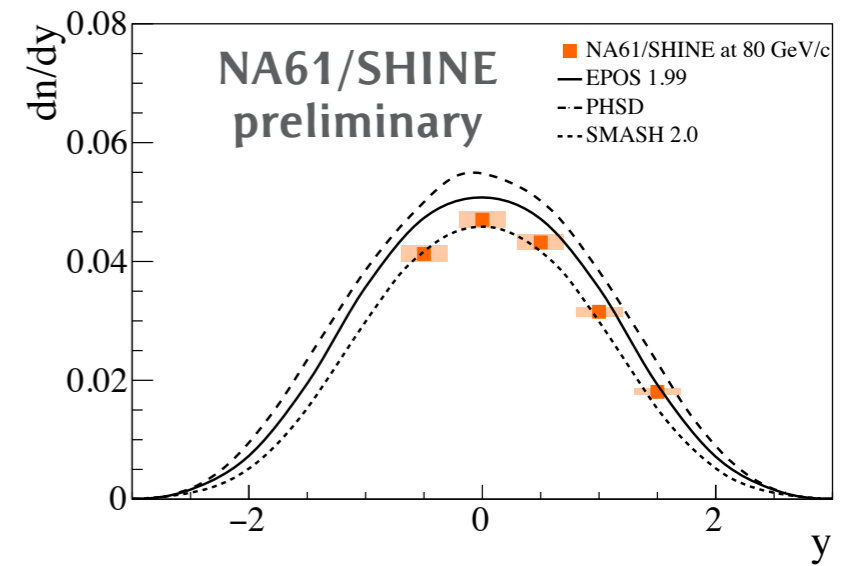 0.08
dn/dy
NA61/SHINE
preliminary
NA61/SHINE at 80 GeV/c
EPOS 1.99
PHSD
SMASH 2.0
0.06
0.04
0.02
0
−2
0
2
y